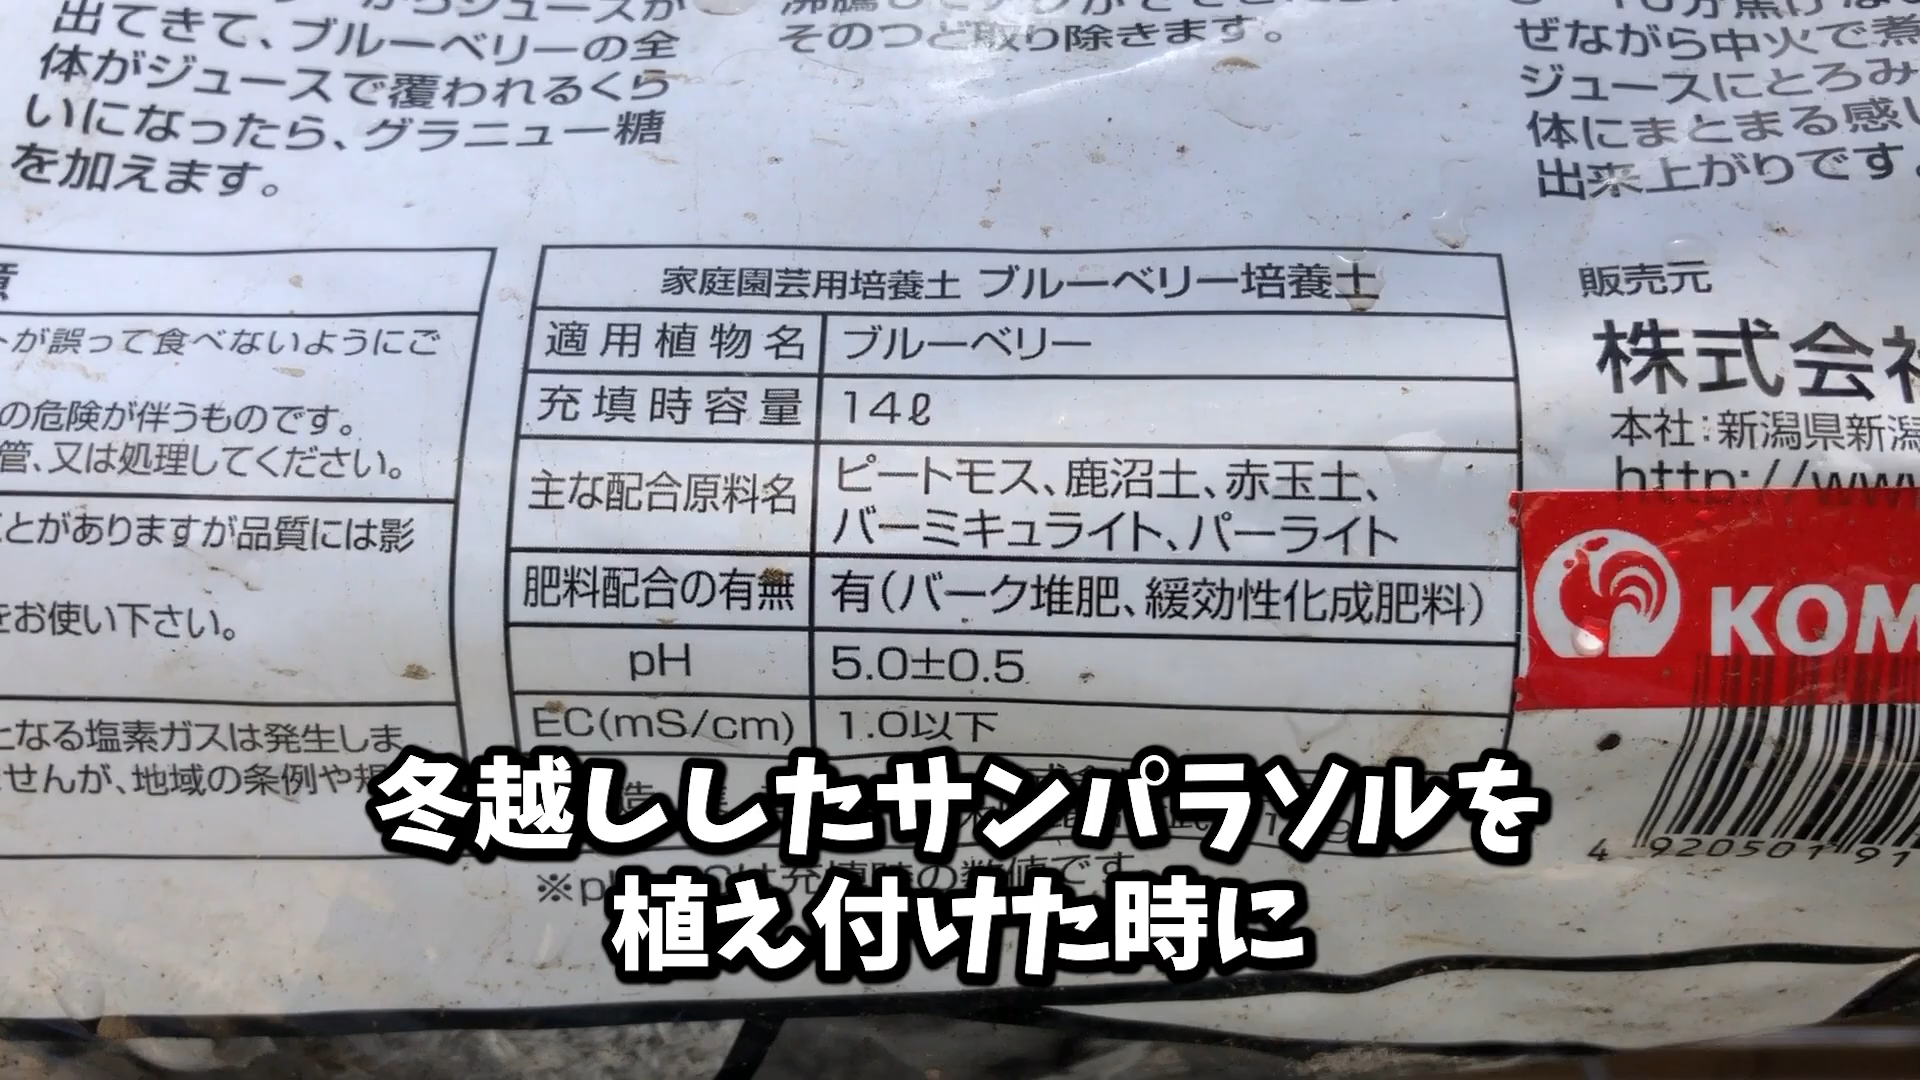 出てきて、ブルーベリーの全
体がジュースで覆われるくら
いになったら、グラニュー糖
を加えます。
そのつど取り除きます。
ぜながら中火で煮
ジュースにとろみ
体にまとまる感
出来上がりです。
が誤って食べないようにご
の危険が伴うものです。
管、又は処理してください。
とがありますが品質には影
をお使い下さい。
となる塩素ガスは発生しま
せんが、地域の条例や規
家庭園芸用培養土 ブルーベリー培養土
適用植物名 ブルーベリー
充填時容量 14ℓ
主な配合原料名 ピートモス、鹿沼土、赤玉土、
バーミキュライト、パーライト
肥料配合の有無 有(バーク堆肥、緩効性化成肥料)
pH 5.0±0.5
EC(mS/cm) 1.0以下
販売元
株式会社
本社:新潟県新潟
http://www
KOM
4 920501 91
冬越ししたサンパラソルを
植え付けた時に